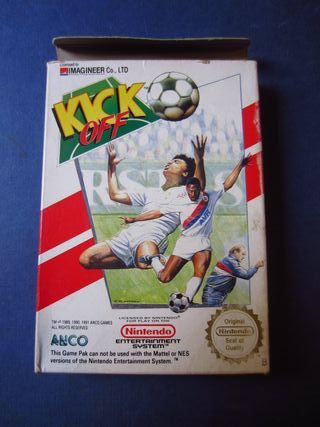 Licensed to
IMAGINEER Co., LTD
KICK
OFF
LICENSED BY NINTENDO®
FOR PLAY ON THE
Nintendo
ENTERTAINMENT
SYSTEM™
TM © 1989, 1990, 1991 ANCO GAMES
ALL RIGHTS RESERVED
ANCO
This Game Pak can not be used with the Mattel or NES
versions of the Nintendo Entertainment System.™
Original
Nintendo
Seal of
Quality